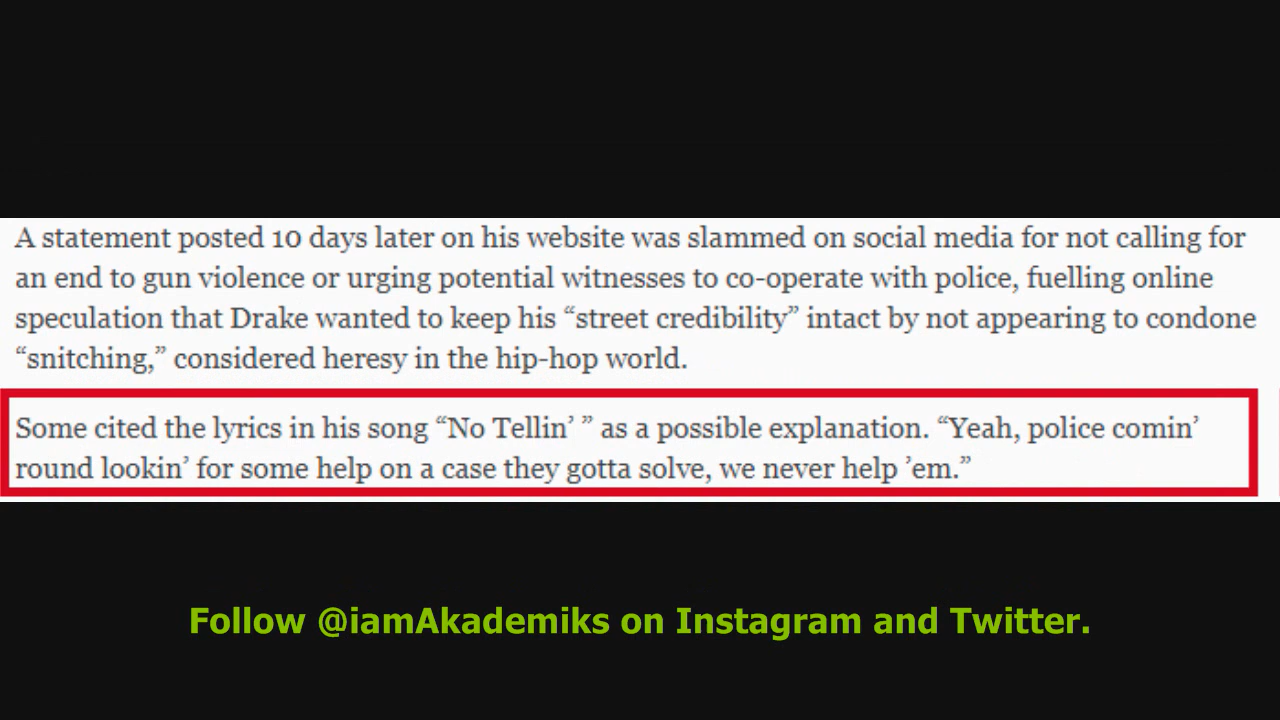 A statement posted 10 days later on his website was slammed on social media for not calling for
an end to gun violence or urging potential witnesses to co-operate with police, fuelling online
speculation that Drake wanted to keep his “street credibility” intact by not appearing to condone
“snitching,” considered heresy in the hip-hop world.
Some cited the lyrics in his song “No Tellin’ ” as a possible explanation. “Yeah, police comin’
round lookin’ for some help on a case they gotta solve, we never help ’em.”
Follow @iamAkademiks on Instagram and Twitter.